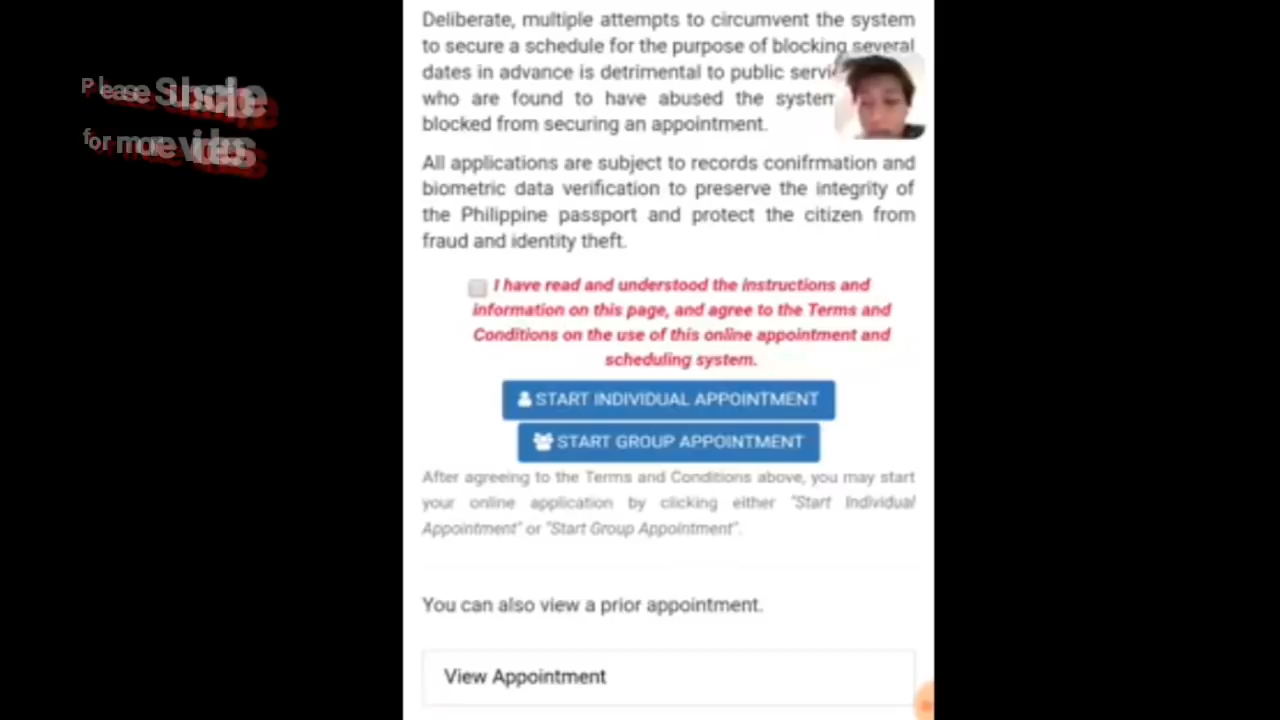 Deliberate, multiple attempts to circumvent the system
to secure a schedule for the purpose of blocking several
dates in advance is detrimental to public
who are found to have abused the system
blocked from securing an appointment.
All applications are subject to records conifrmation and
biometric data verification to preserve the integrity of
the Philippine passport and protect the citizen from
fraud and identity theft.
I have read and understood the instructions and
information on this page, and agree to the Terms and
Conditions on the use of this online appointment and
scheduling system.
START INDIVIDUAL APPOINTMENT
START GROUP APPOINTMENT
After agreeing to the Terms and Conditions above, you may start
your online application by clicking either "Start Individual
Appointment" or "Start Group Appointment".
You can also view a prior appointment.
View Appointment
Please
for more